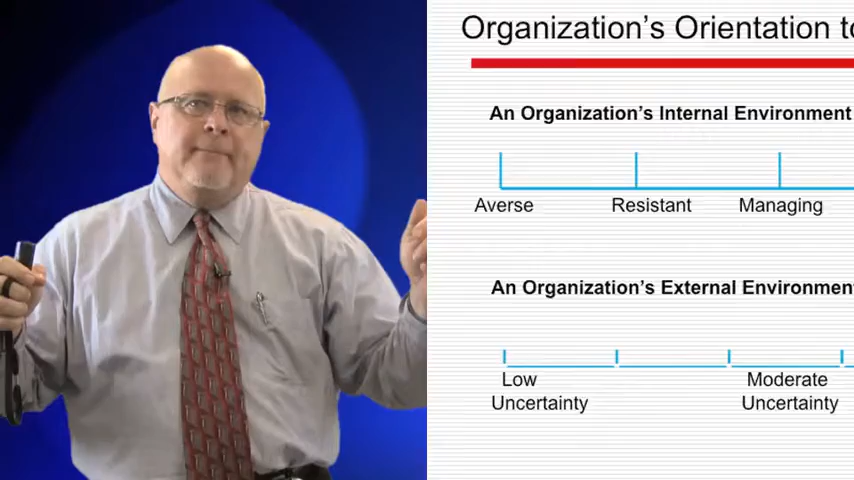 Organization's Orientation to
An Organization's Internal Environment
Averse Resistant Managing
An Organization's External Environment
Low Moderate
Uncertainty Uncertainty